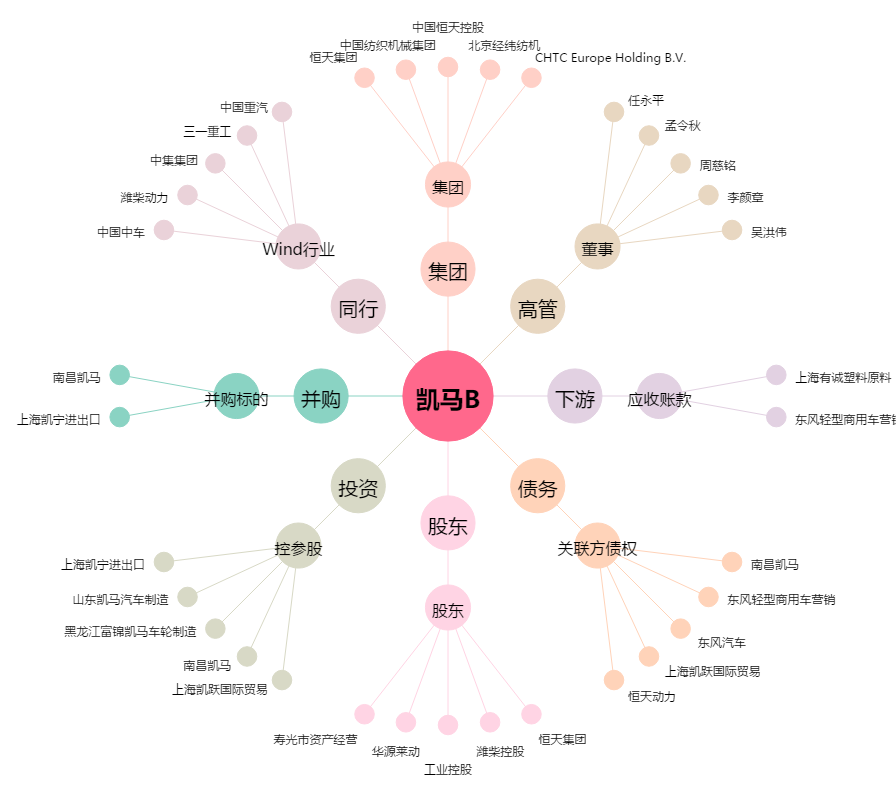 中国恒天控股
中国纺织机械集团
北京经纬纺机
恒天集团
CHTC Europe Holding B.V.
集团
集团
中国重汽
三一重工
中集集团
潍柴动力
中国中车
Wind行业
同行
任永平
孟令秋
周慈铭
李颜章
吴洪伟
董事
高管
南昌凯马
上海凯宁进出口
并购标的
并购
凯马B
下游
应收账款
上海有诚塑料原料
东风轻型商用车营销
投资
控参股
上海凯宁进出口
山东凯马汽车制造
黑龙江富锦凯马车轮制造
南昌凯马
上海凯跃国际贸易
股东
股东
寿光市资产经营
华源莱动
工业控股
潍柴控股
恒天集团
债务
关联方债权
南昌凯马
东风轻型商用车营销
东风汽车
上海凯跃国际贸易
恒天动力